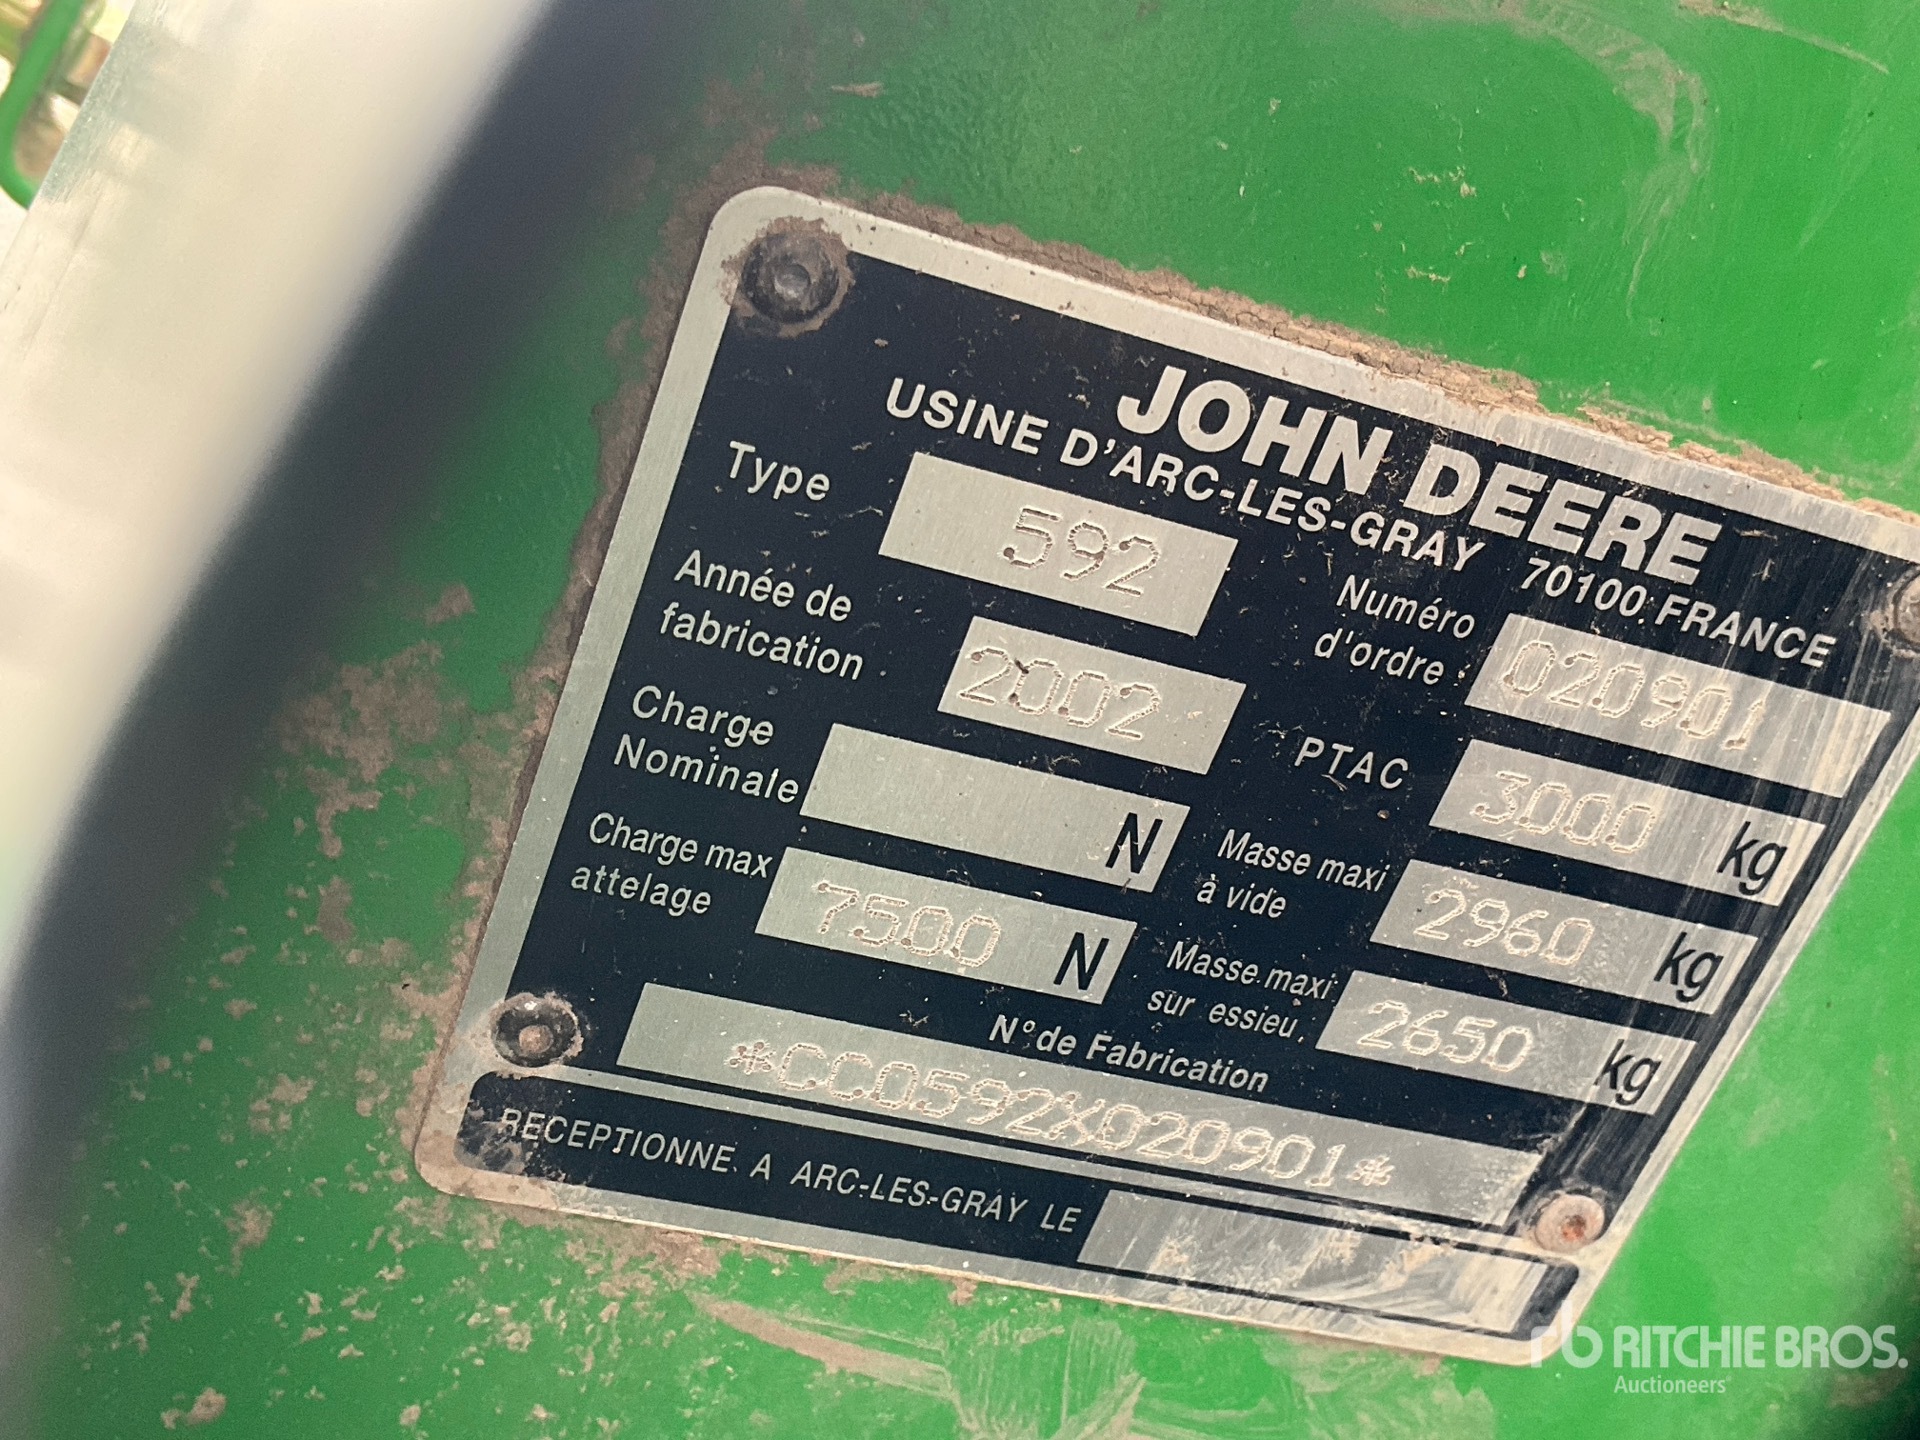 JOHN DEERE
USINE D'ARC-LES-GRAY 70100 FRANCE
Type 592
Numéro d'ordre 020901
Année de fabrication 2002
PTAC 3000 kg
Charge Nominale N
Masse maxi à vide 2960 kg
Charge max attelage 7500 N
Masse maxi sur essieu 2650 kg
N° de Fabrication
*CC0592X020901*
RECEPTIONNE A ARC-LES-GRAY LE
rb RITCHIE BROS.
Auctioneers